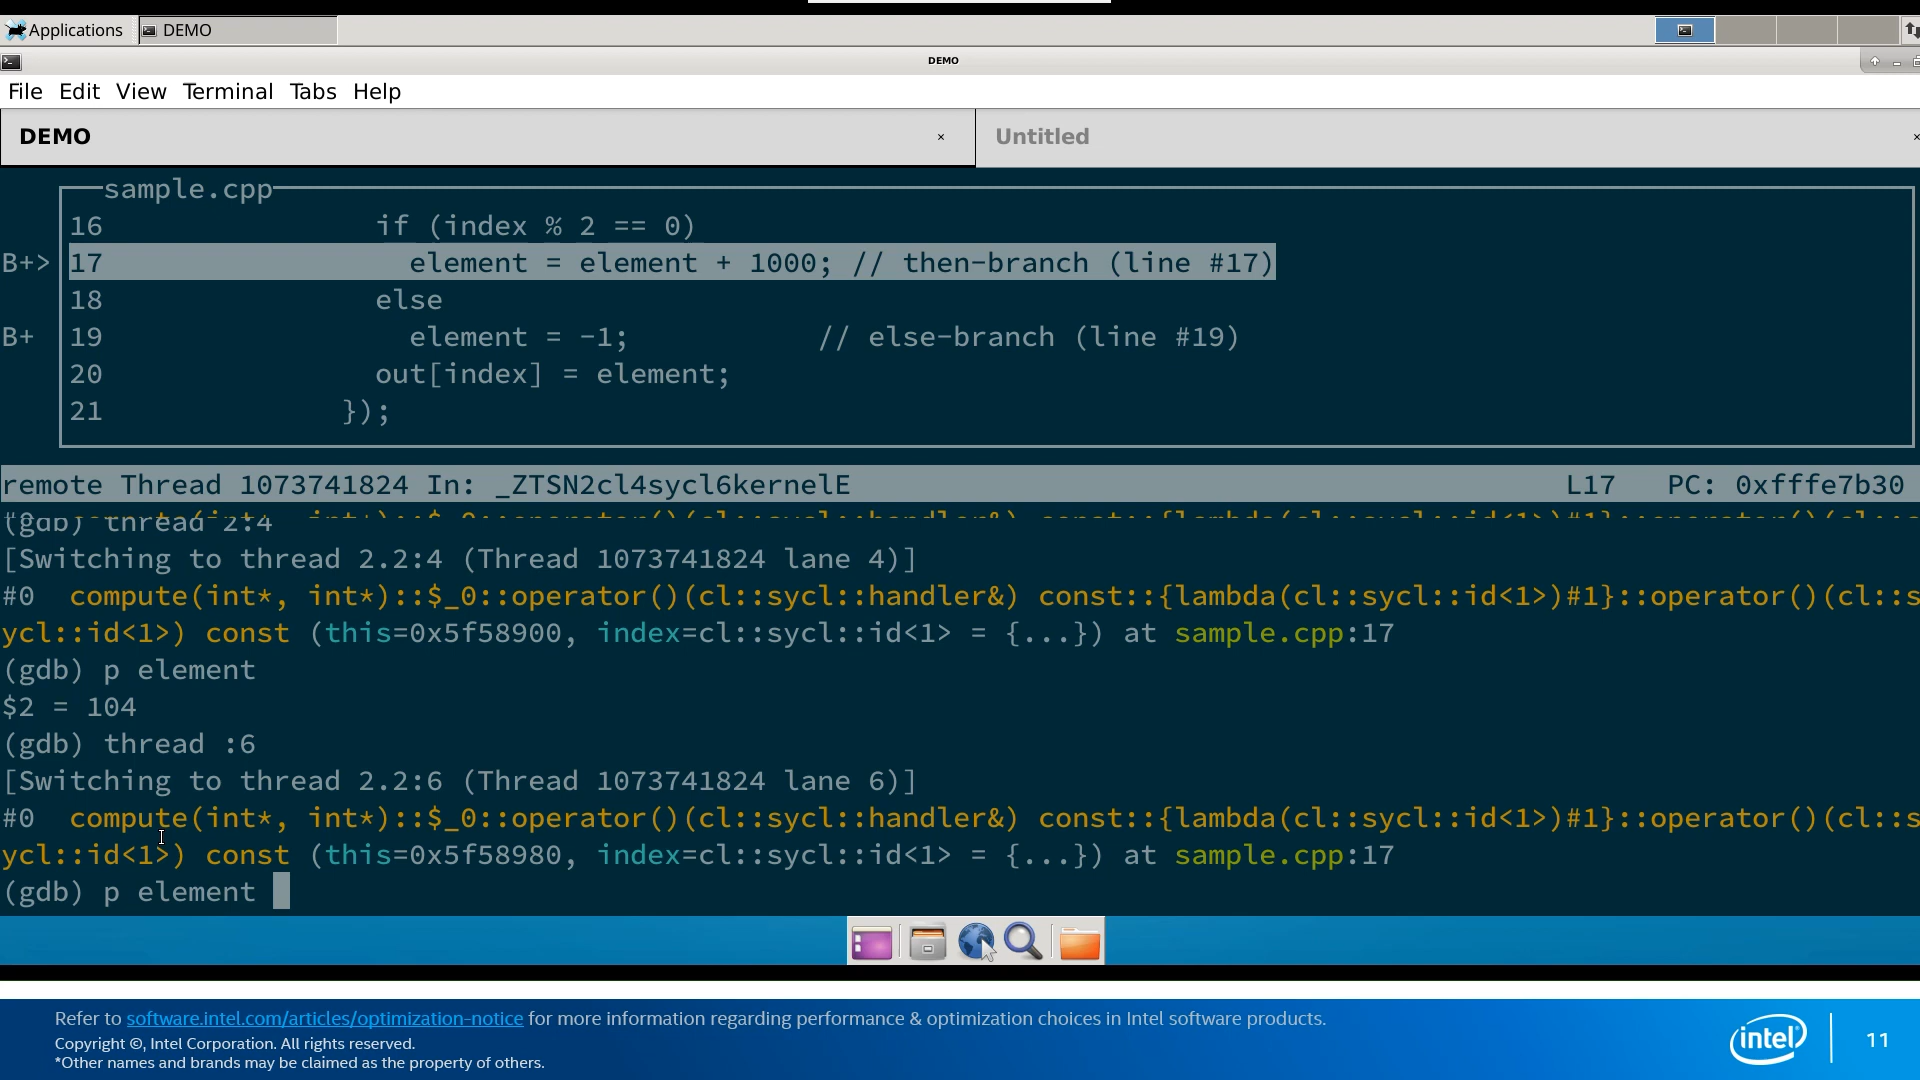 Applications
DEMO
DEMO
File Edit View Terminal Tabs Help
DEMO
Untitled
sample.cpp
16 if (index % 2 == 0)
B+> 17 element = element + 1000; // then-branch (line #17)
18 else
B+ 19 element = -1; // else-branch (line #19)
20 out[index] = element;
21 });
remote Thread 1073741824 In: _ZTSN2cl4sycl6kernelE L17 PC: 0xfffe7b30
(gdb) thread 2:4
[Switching to thread 2.2:4 (Thread 1073741824 lane 4)]
#0 compute(int*, int*)::$_0::operator()(cl::sycl::handler&) const::{lambda(cl::sycl::id<1>)#1}::operator()(cl::s
ycl::id<1>) const (this=0x5f58900, index=cl::sycl::id<1> = {...}) at sample.cpp:17
(gdb) p element
$2 = 104
(gdb) thread :6
[Switching to thread 2.2:6 (Thread 1073741824 lane 6)]
#0 compute(int*, int*)::$_0::operator()(cl::sycl::handler&) const::{lambda(cl::sycl::id<1>)#1}::operator()(cl::s
ycl::id<1>) const (this=0x5f58980, index=cl::sycl::id<1> = {...}) at sample.cpp:17
(gdb) p element
Refer to software.intel.com/articles/optimization-notice for more information regarding performance & optimization choices in Intel software products.
Copyright ©, Intel Corporation. All rights reserved.
*Other names and brands may be claimed as the property of others.
intel
11